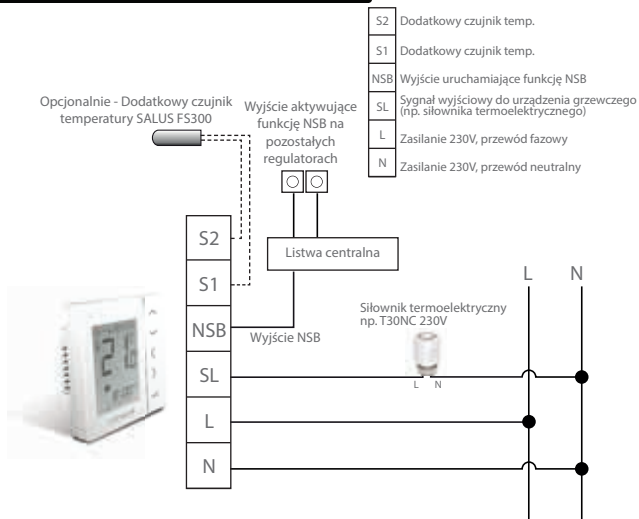 S2 Dodatkowy czujnik temp.
S1 Dodatkowy czujnik temp.
NSB Wyjście uruchamiające funkcję NSB
SL Sygnał wyjściowy do urządzenia grzewczego
(np. siłownika termoelektrycznego)
L Zasilanie 230V, przewód fazowy
N Zasilanie 230V, przewód neutralny
Opcjonalnie - Dodatkowy czujnik
temperatury SALUS FS300
Wyjście aktywujące
funkcję NSB na
pozostałych
regulatorach
Listwa centralna
S2
S1
NSB
SL
L
N
Wyjście NSB
Siłownik termoelektryczny
np. T30NC 230V
L N
L N